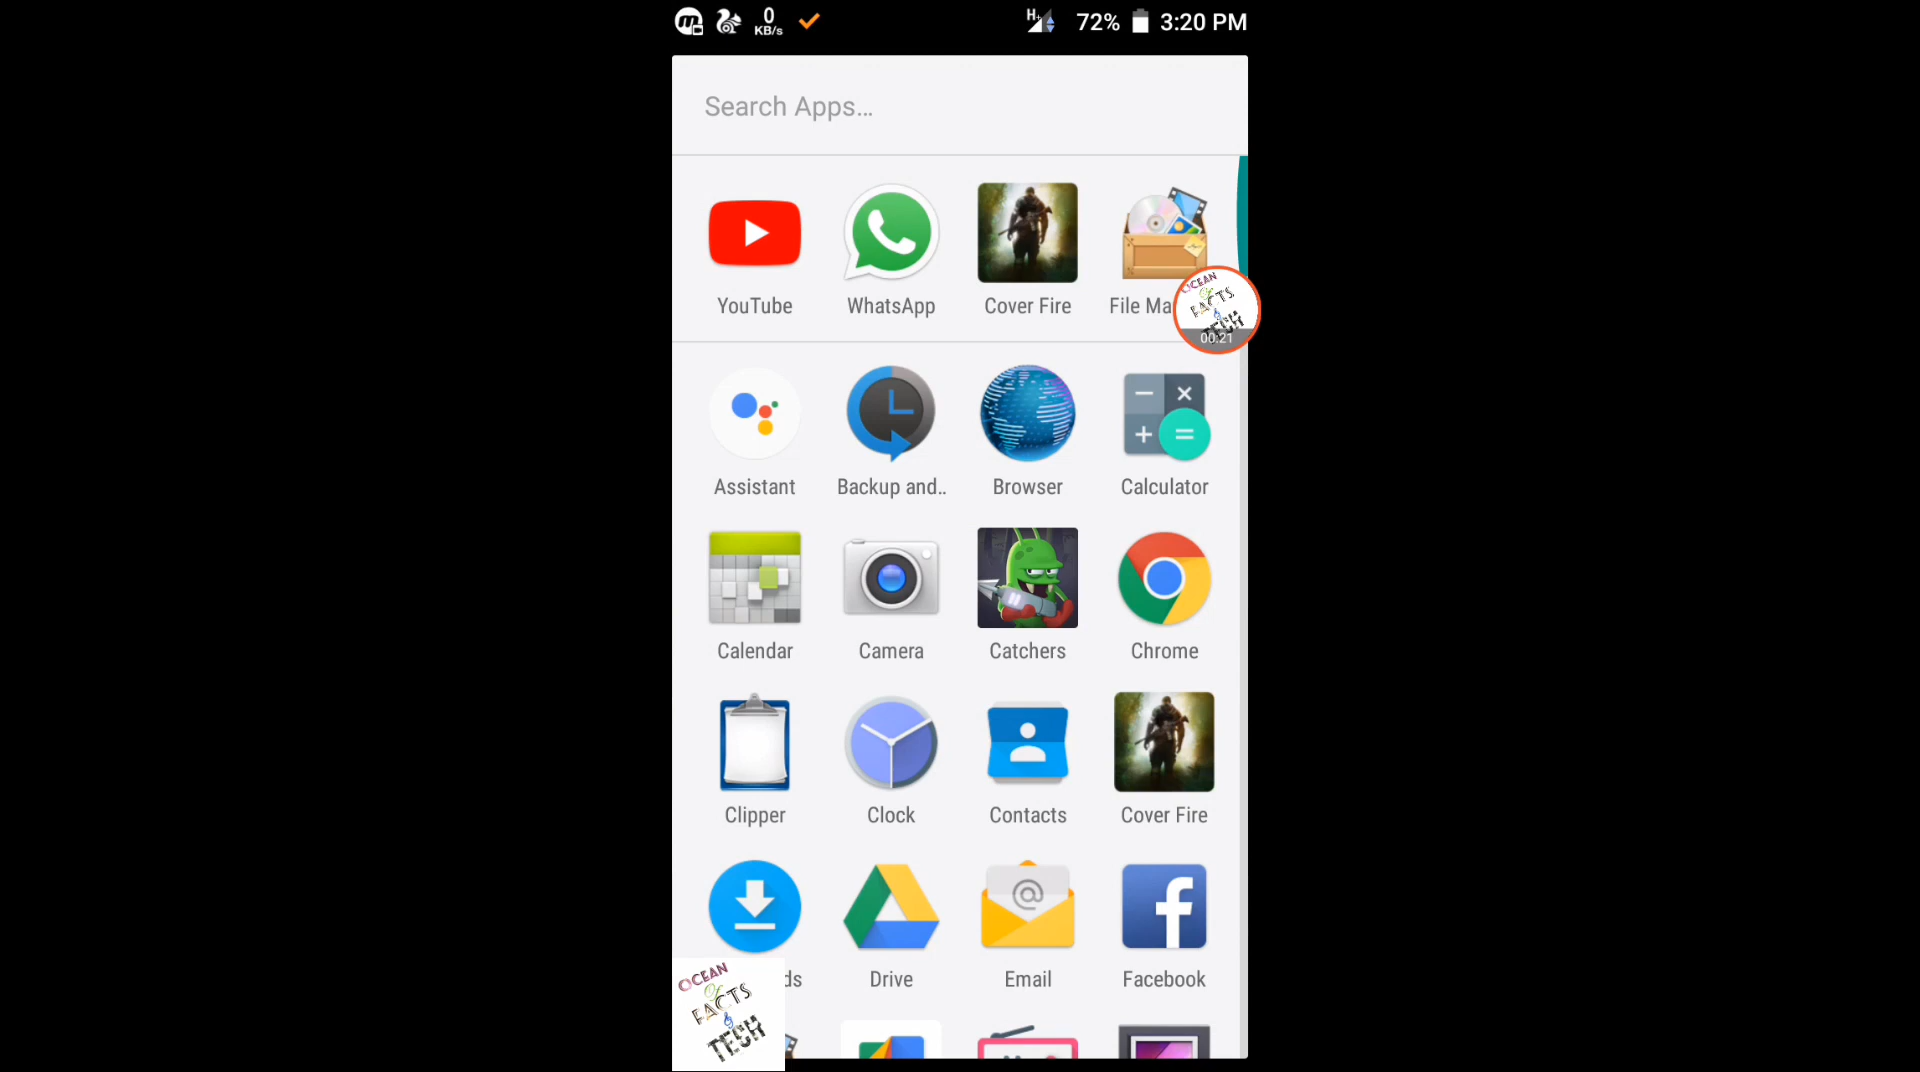 0
KB/s
H+
72%
3:20 PM
Search Apps...
YouTube
WhatsApp
Cover Fire
File Ma
OCEAN
Of
FACTS
&
TECH
00:21
Assistant
Backup and..
Browser
Calculator
Calendar
Camera
Catchers
Chrome
Clipper
Clock
Contacts
Cover Fire
ds
Drive
Email
Facebook
OCEAN
Of
FACTS
&
TECH